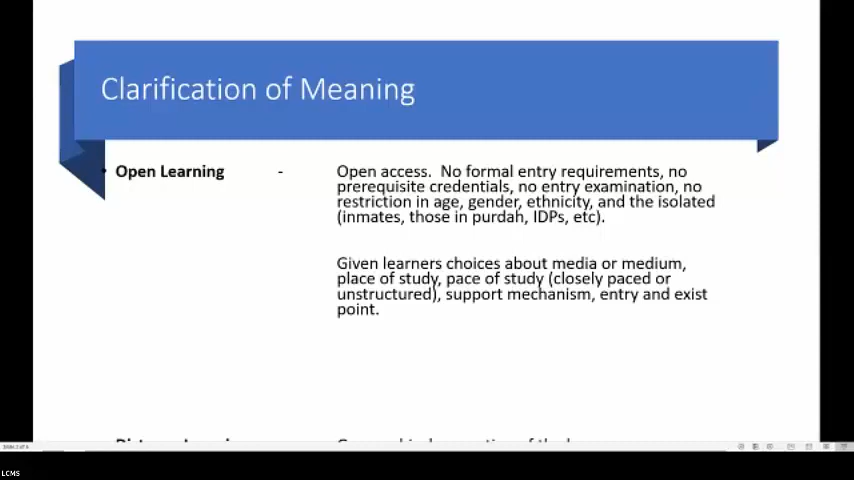 Clarification of Meaning
• Open Learning - Open access. No formal entry requirements, no
prerequisite credentials, no entry examination, no
restriction in age, gender, ethnicity, and the isolated
(inmates, those in purdah, IDPs, etc).
Given learners choices about media or medium,
place of study, pace of study (closely paced or
unstructured), support mechanism, entry and exist
point.
LCMS